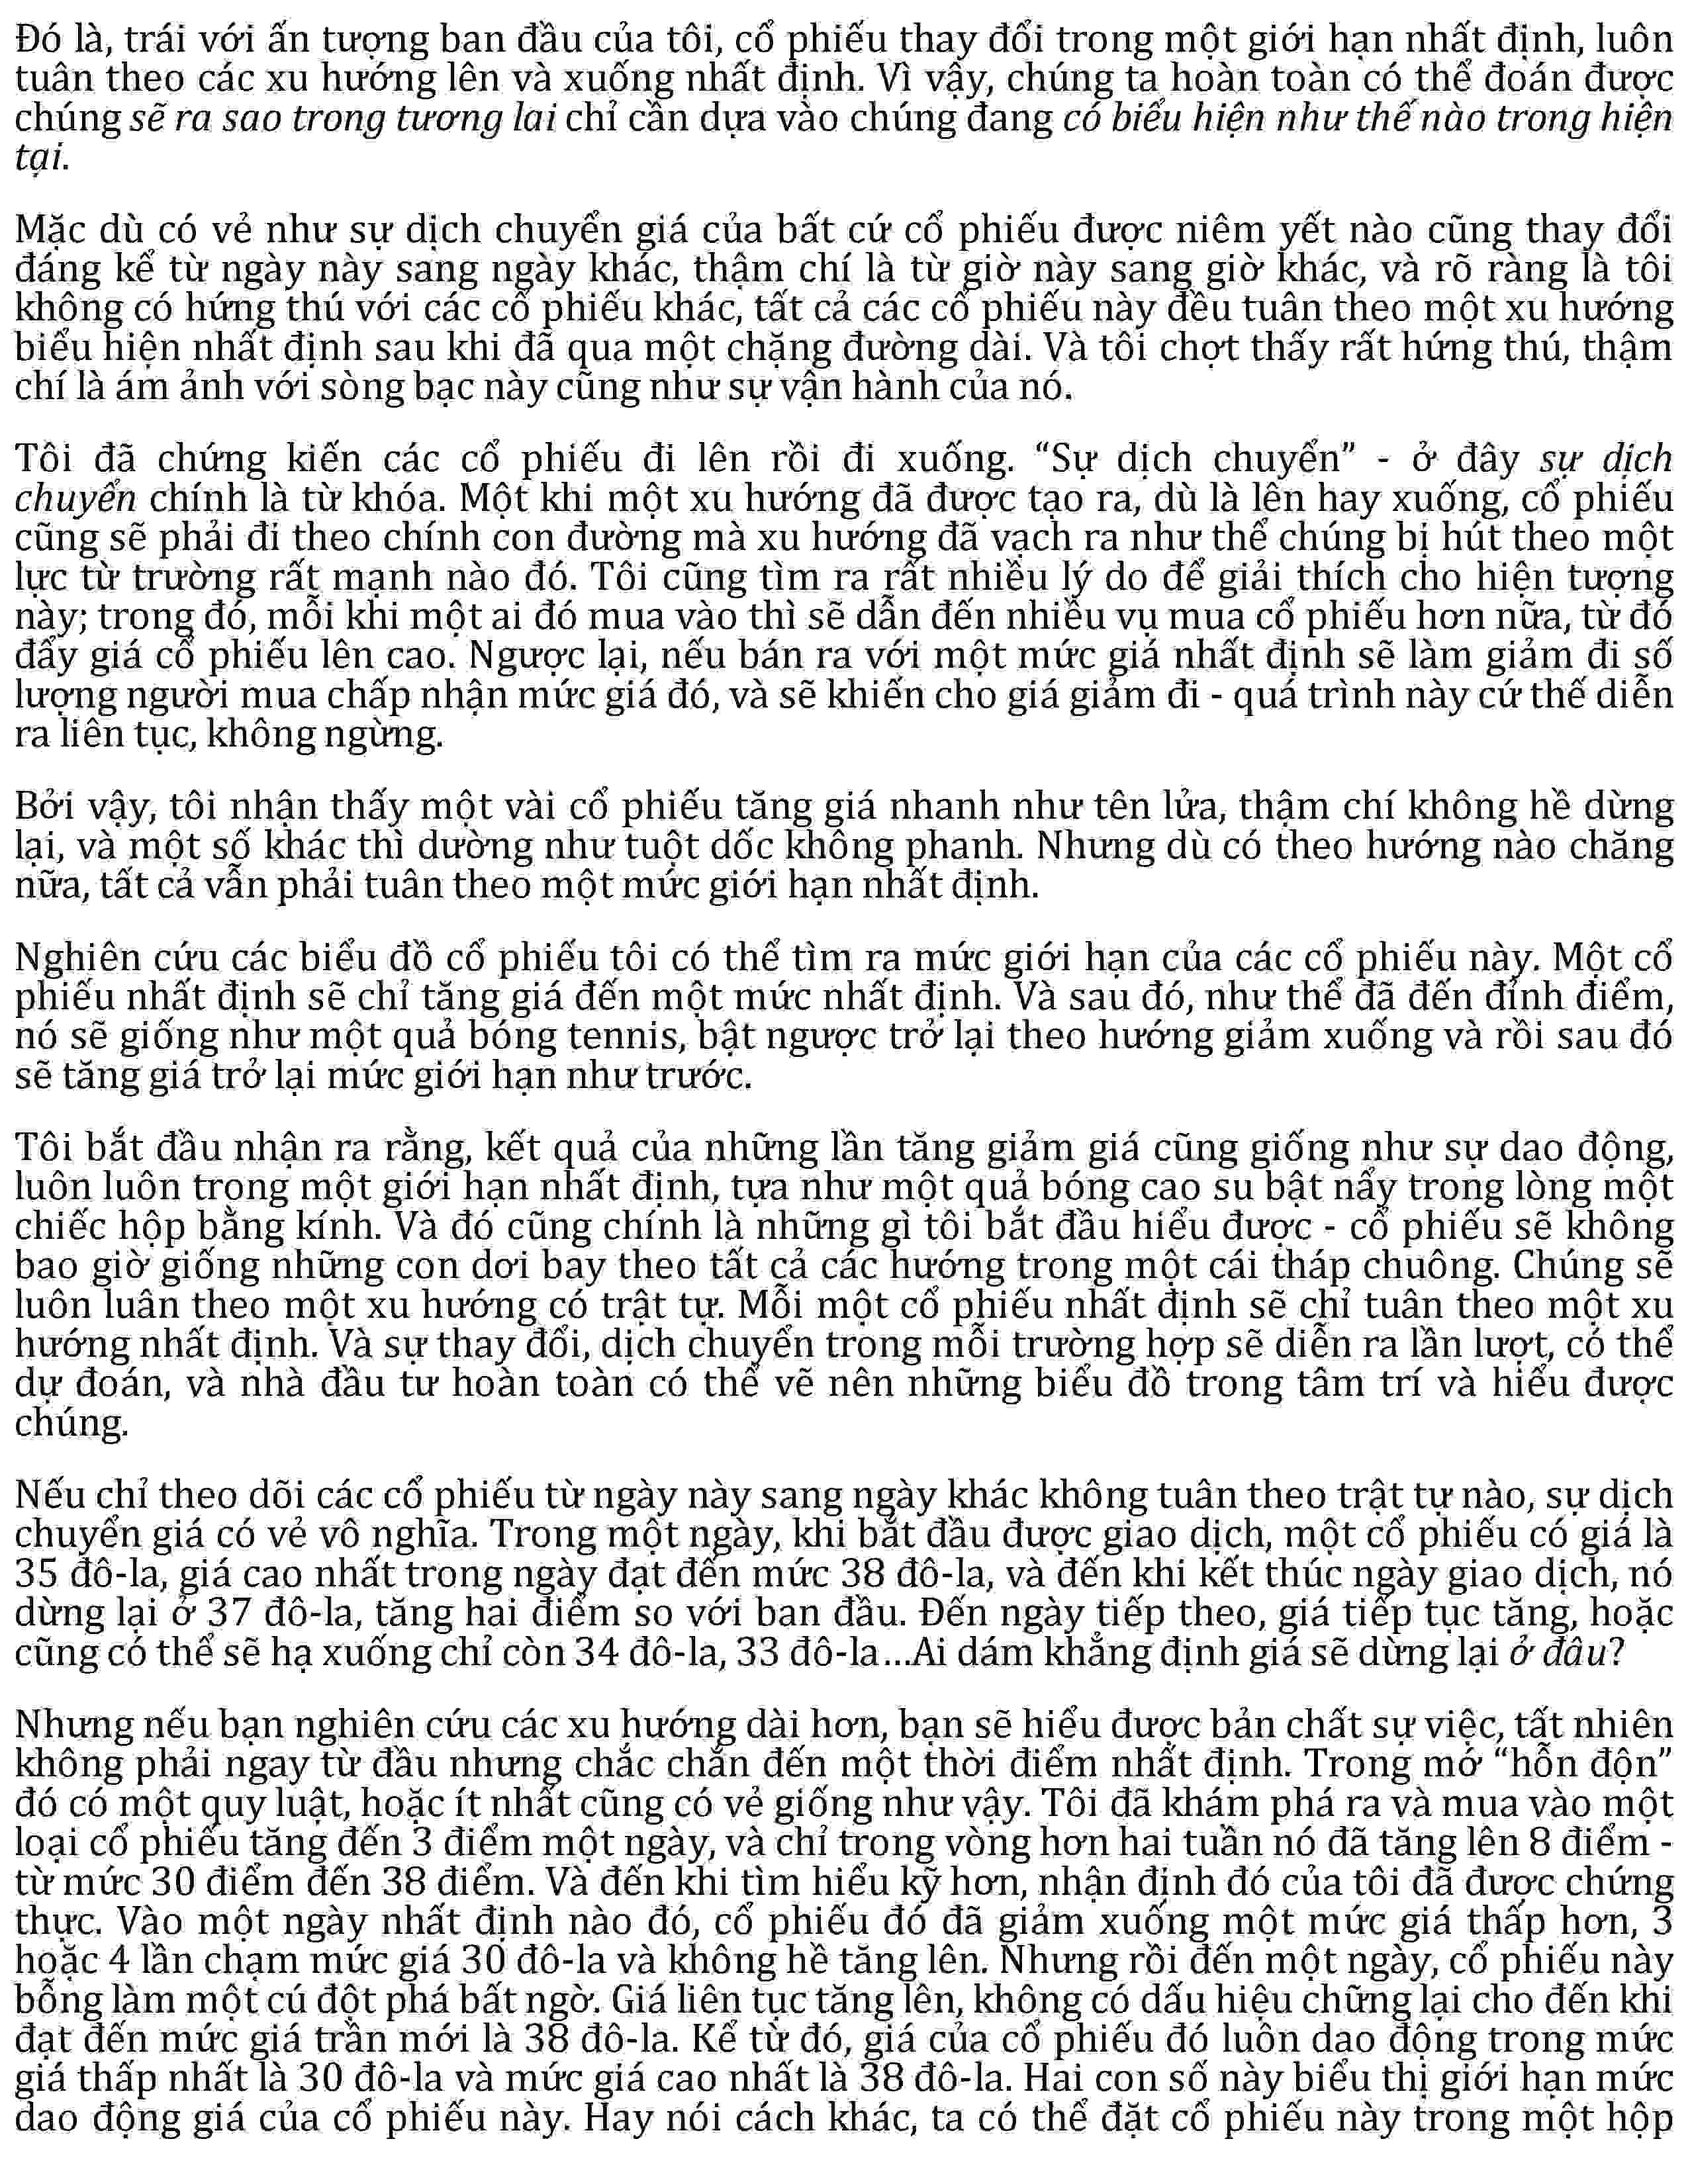 Đó là, trái với ấn tượng ban đầu của tôi, cổ phiếu thay đổi trong một giới hạn nhất định, luôn
tuân theo các xu hướng lên và xuống nhất định. Vì vậy, chúng ta hoàn toàn có thể đoán được
chúng sẽ ra sao trong tương lai chỉ cần dựa vào chúng đang có biểu hiện như thế nào trong hiện
tại.
Mặc dù có vẻ như sự dịch chuyển giá của bất cứ cổ phiếu được niêm yết nào cũng thay đổi
đáng kể từ ngày này sang ngày khác, thậm chí là từ giờ này sang giờ khác, và rõ ràng là tôi
không có hứng thú với các cổ phiếu khác, tất cả các cổ phiếu này đều tuân theo một xu hướng
biểu hiện nhất định sau khi đã qua một chặng đường dài. Và tôi chợt thấy rất hứng thú, thậm
chí là ám ảnh với sòng bạc này cũng như sự vận hành của nó.
Tôi đã chứng kiến các cổ phiếu đi lên rồi đi xuống. “Sự dịch chuyển” - ở đây sự dịch
chuyển chính là từ khóa. Một khi một xu hướng đã được tạo ra, dù là lên hay xuống, cổ phiếu
cũng sẽ phải đi theo chính con đường mà xu hướng đã vạch ra như thể chúng bị hút theo một
lực từ trường rất mạnh nào đó. Tôi cũng tìm ra rất nhiều lý do để giải thích cho hiện tượng
này; trong đó, mỗi khi một ai đó mua vào thì sẽ dẫn đến nhiều vụ mua cổ phiếu hơn nữa, từ đó
đẩy giá cổ phiếu lên cao. Ngược lại, nếu bán ra với một mức giá nhất định sẽ làm giảm đi số
lượng người mua chấp nhận mức giá đó, và sẽ khiến cho giá giảm đi - quá trình này cứ thế diễn
ra liên tục, không ngừng.
Bởi vậy, tôi nhận thấy một vài cổ phiếu tăng giá nhanh như tên lửa, thậm chí không hề dừng
lại, và một số khác thì dường như tuột dốc không phanh. Nhưng dù có theo hướng nào chăng
nữa, tất cả vẫn phải tuân theo một mức giới hạn nhất định.
Nghiên cứu các biểu đồ cổ phiếu tôi có thể tìm ra mức giới hạn của các cổ phiếu này. Một cổ
phiếu nhất định sẽ chỉ tăng giá đến một mức nhất định. Và sau đó, như thể đã đến đỉnh điểm,
nó sẽ giống như một quả bóng tennis, bật ngược trở lại theo hướng giảm xuống và rồi sau đó
sẽ tăng giá trở lại mức giới hạn như trước.
Tôi bắt đầu nhận ra rằng, kết quả của những lần tăng giảm giá cũng giống như sự dao động,
luôn luôn trong một giới hạn nhất định, tựa như một quả bóng cao su bật nẩy trong lòng một
chiếc hộp bằng kính. Và đó cũng chính là những gì tôi bắt đầu hiểu được - cổ phiếu sẽ không
bao giờ giống những con dơi bay theo tất cả các hướng trong một cái tháp chuông. Chúng sẽ
luôn luân theo một xu hướng có trật tự. Mỗi một cổ phiếu nhất định sẽ chỉ tuân theo một xu
hướng nhất định. Và sự thay đổi, dịch chuyển trong mỗi trường hợp sẽ diễn ra lần lượt, có thể
dự đoán, và nhà đầu tư hoàn toàn có thể vẽ nên những biểu đồ trong tâm trí và hiểu được
chúng.
Nếu chỉ theo dõi các cổ phiếu từ ngày này sang ngày khác không tuân theo trật tự nào, sự dịch
chuyển giá có vẻ vô nghĩa. Trong một ngày, khi bắt đầu được giao dịch, một cổ phiếu có giá là
35 đô-la, giá cao nhất trong ngày đạt đến mức 38 đô-la, và đến khi kết thúc ngày giao dịch, nó
dừng lại ở 37 đô-la, tăng hai điểm so với ban đầu. Đến ngày tiếp theo, giá tiếp tục tăng, hoặc
cũng có thể sẽ hạ xuống chỉ còn 34 đô-la, 33 đô-la...Ai dám khẳng định giá sẽ dừng lại ở đâu?
Nhưng nếu bạn nghiên cứu các xu hướng dài hơn, bạn sẽ hiểu được bản chất sự việc, tất nhiên
không phải ngay từ đầu nhưng chắc chắn đến một thời điểm nhất định. Trong mớ “hỗn độn”
đó có một quy luật, hoặc ít nhất cũng có vẻ giống như vậy. Tôi đã khám phá ra và mua vào một
loại cổ phiếu tăng đến 3 điểm một ngày, và chỉ trong vòng hơn hai tuần nó đã tăng lên 8 điểm -
từ mức 30 điểm đến 38 điểm. Và đến khi tìm hiểu kỹ hơn, nhận định đó của tôi đã được chứng
thực. Vào một ngày nhất định nào đó, cổ phiếu đó đã giảm xuống một mức giá thấp hơn, 3
hoặc 4 lần chạm mức giá 30 đô-la và không hề tăng lên. Nhưng rồi đến một ngày, cổ phiếu này
bỗng làm một cú đột phá bất ngờ. Giá liên tục tăng lên, không có dấu hiệu chững lại cho đến khi
đạt đến mức giá trần mới là 38 đô-la. Kể từ đó, giá của cổ phiếu đó luôn dao động trong mức
giá thấp nhất là 30 đô-la và mức giá cao nhất là 38 đô-la. Hai con số này biểu thị giới hạn mức
dao động giá của cổ phiếu này. Hay nói cách khác, ta có thể đặt cổ phiếu này trong một hộp